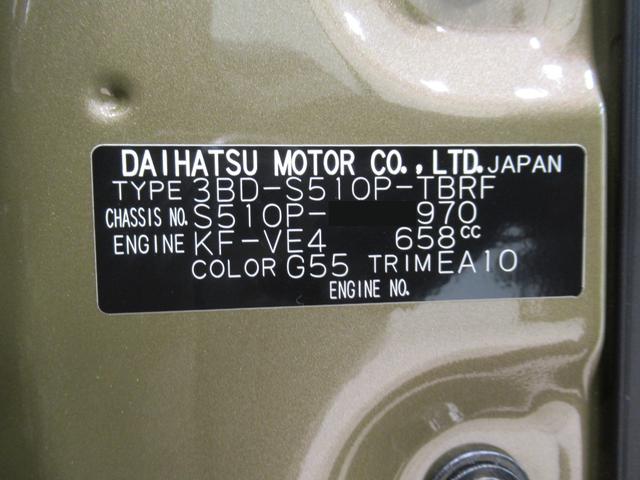 DAIHATSU MOTOR CO., LTD. JAPAN
TYPE 3BD-S510P-TBRF
CHASSIS NO. S510P- 970
ENGINE KF-VE4 658cc
COLOR G55 TRIM EA10
ENGINE NO.